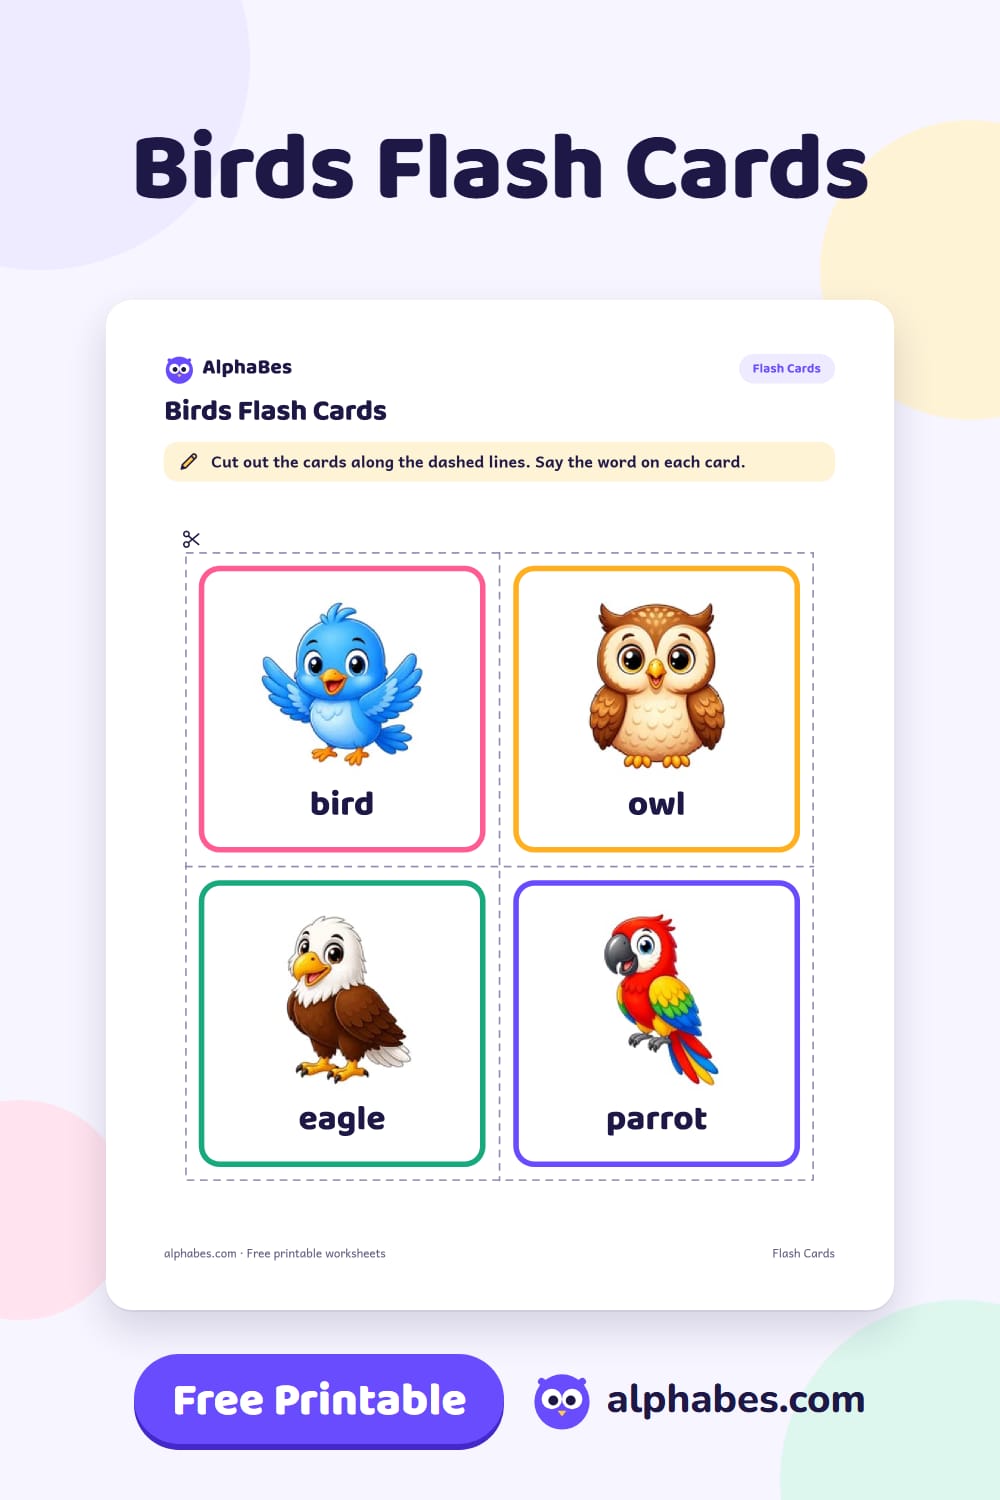 Birds Flash Cards
AlphaBes
Flash Cards
Birds Flash Cards
Cut out the cards along the dashed lines. Say the word on each card.
bird
owl
eagle
parrot
alphabes.com · Free printable worksheets
Flash Cards
Free Printable
alphabes.com